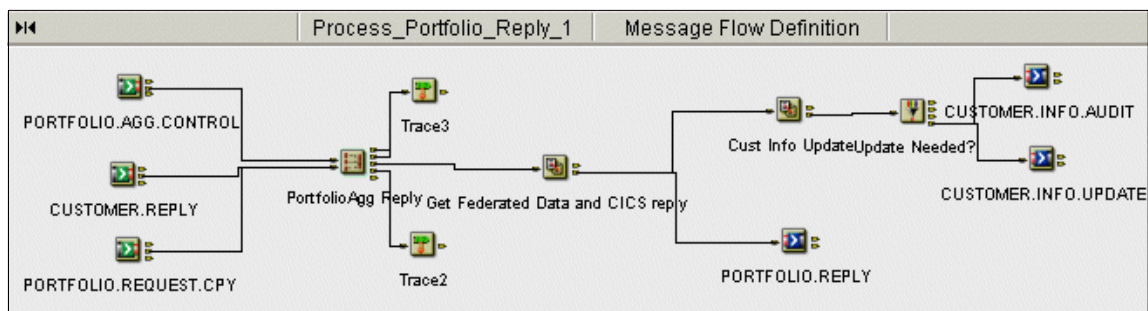 Process_Portfolio_Reply_1
Message Flow Definition
PORTFOLIO.AGG.CONTROL
Trace3
Cust Info Update
Update Needed?
CUSTOMER.INFO.AUDIT
CUSTOMER.REPLY
PortfolioAgg Reply
Get Federated Data and CICS reply
CUSTOMER.INFO.UPDATE
PORTFOLIO.REQUEST.CPY
Trace2
PORTFOLIO.REPLY